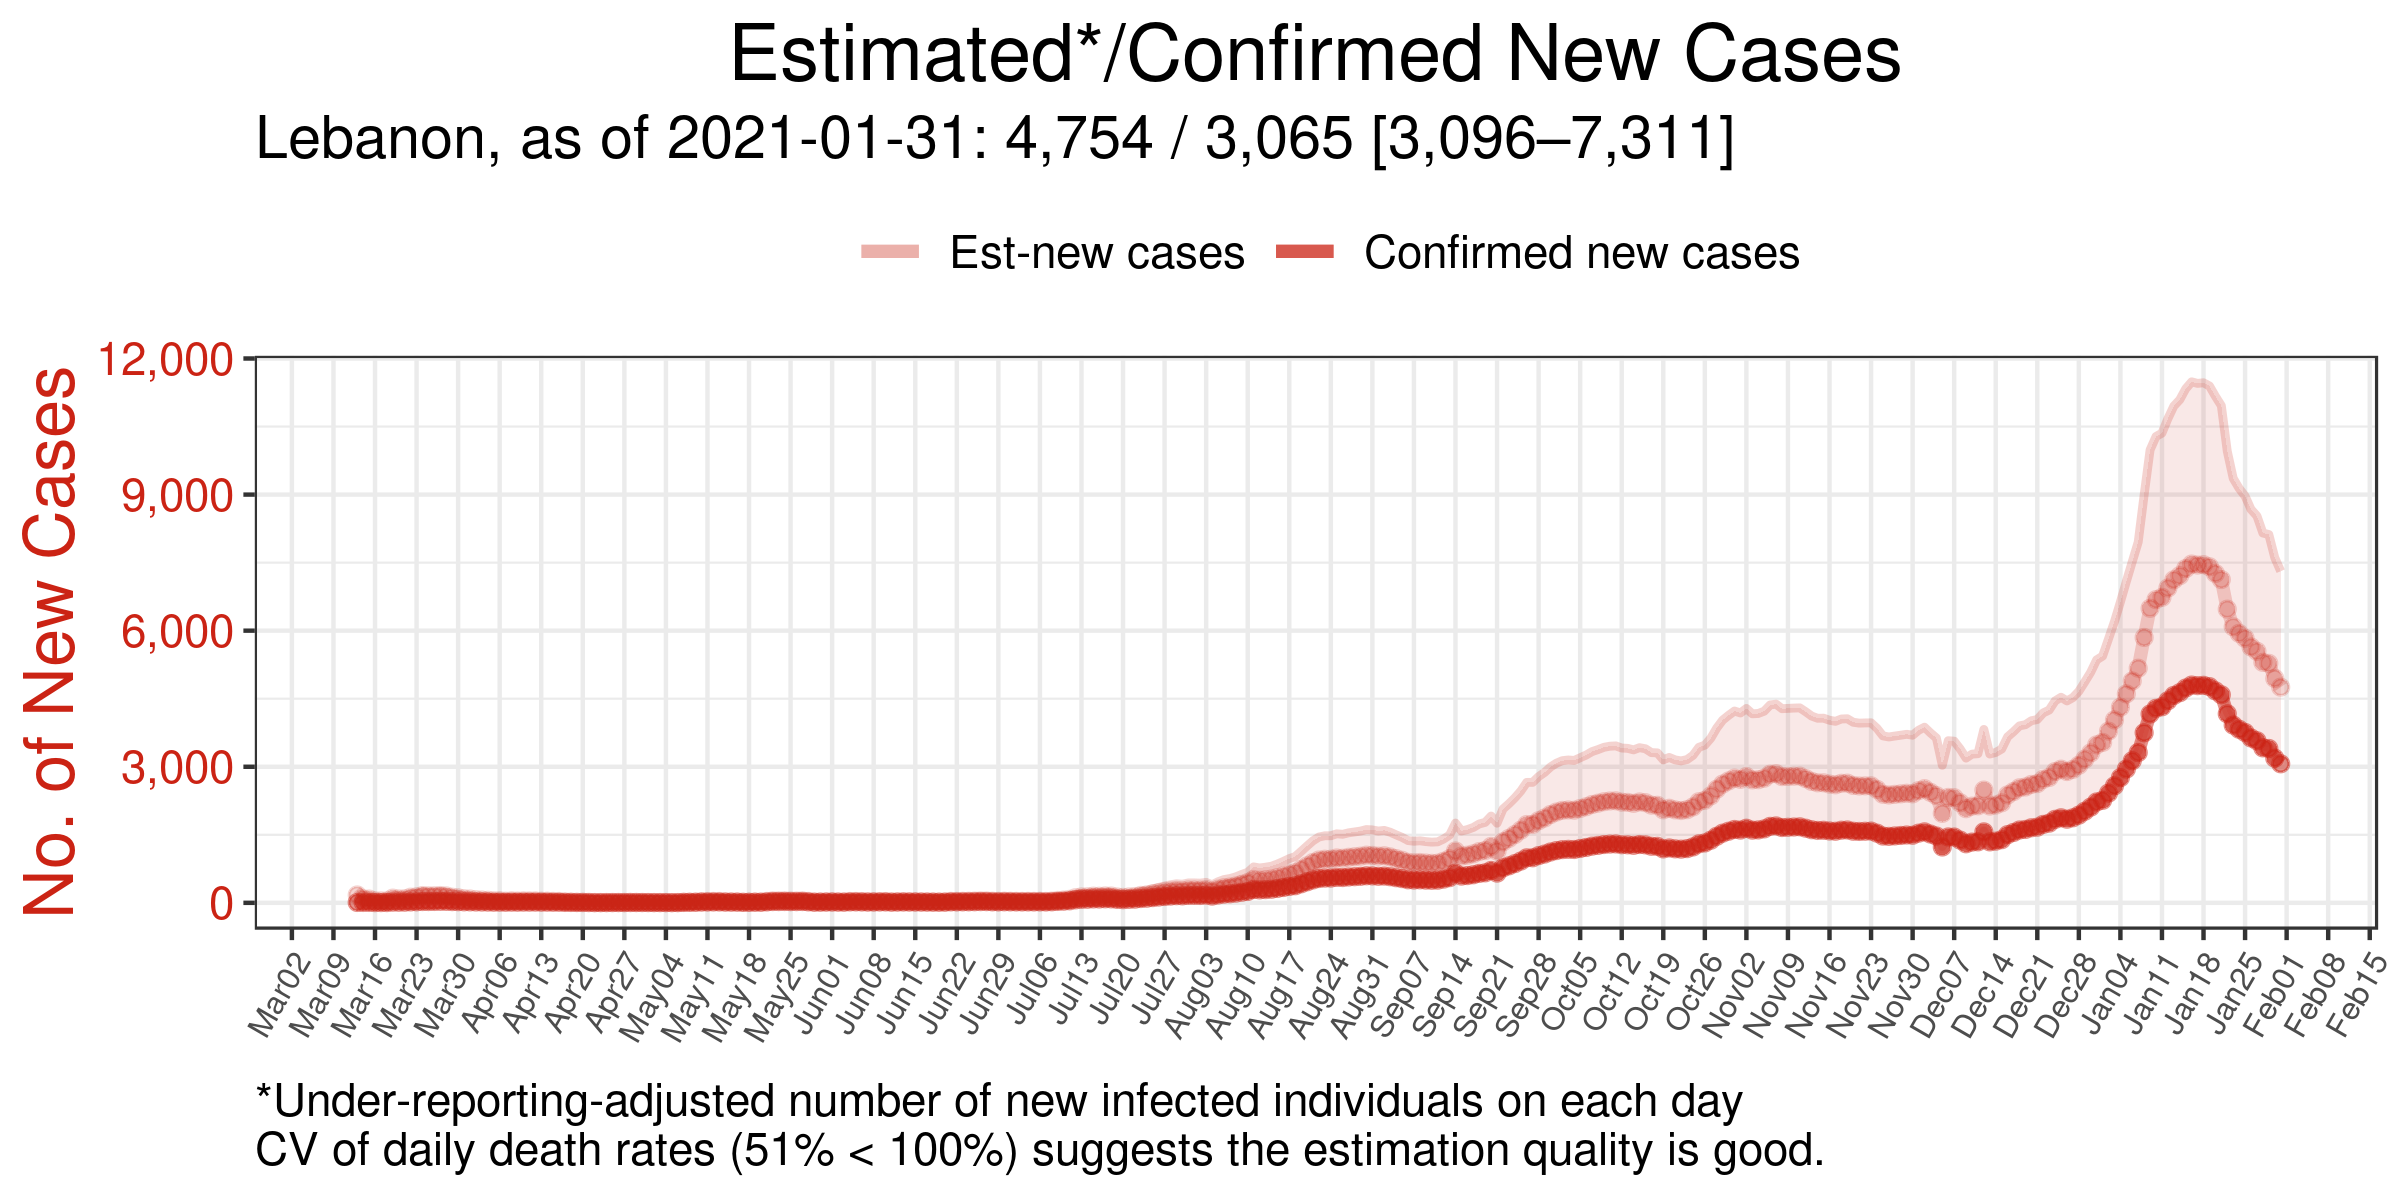 Estimated*/Confirmed New Cases
Lebanon, as of 2021-01-31: 4,754 / 3,065 [3,096–7,311]
Est-new cases Confirmed new cases
No. of New Cases
12,000
9,000
6,000
3,000
0
Mar02 Mar09 Mar16 Mar23 Mar30 Apr06 Apr13 Apr20 Apr27 May04 May11 May18 May25 Jun01 Jun08 Jun15 Jun22 Jun29 Jul06 Jul13 Jul20 Jul27 Aug03 Aug10 Aug17 Aug24 Aug31 Sep07 Sep14 Sep21 Sep28 Oct05 Oct12 Oct19 Oct26 Nov02 Nov09 Nov16 Nov23 Nov30 Dec07 Dec14 Dec21 Dec28 Jan04 Jan11 Jan18 Jan25 Feb01 Feb08 Feb15
*Under-reporting-adjusted number of new infected individuals on each day
CV of daily death rates (51% < 100%) suggests the estimation quality is good.